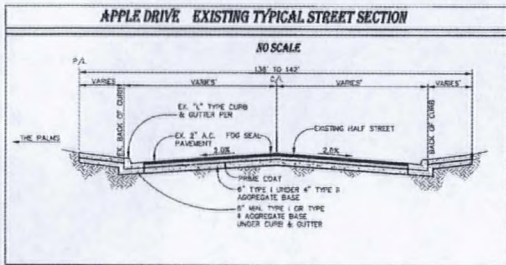 APPLE DRIVE EXISTING TYPICAL STREET SECTION
NO SCALE
P/L
138' TO 142'
C/L
VARIES
VARIES'
VARIES'
VARIES'
EX. BACK OF CURB
BACK OF CURB
EX. "L" TYPE CURB
& GUTTER PER
THE PALMS
EX. 2" A.C. FOG SEAL
PAVEMENT
EXISTING HALF STREET
2.0%
2.0%
PRIME COAT
6" TYPE I UNDER 4" TYPE II
AGGREGATE BASE
6" MIN. TYPE I OR TYPE
II AGGREGATE BASE
UNDER CURB & GUTTER